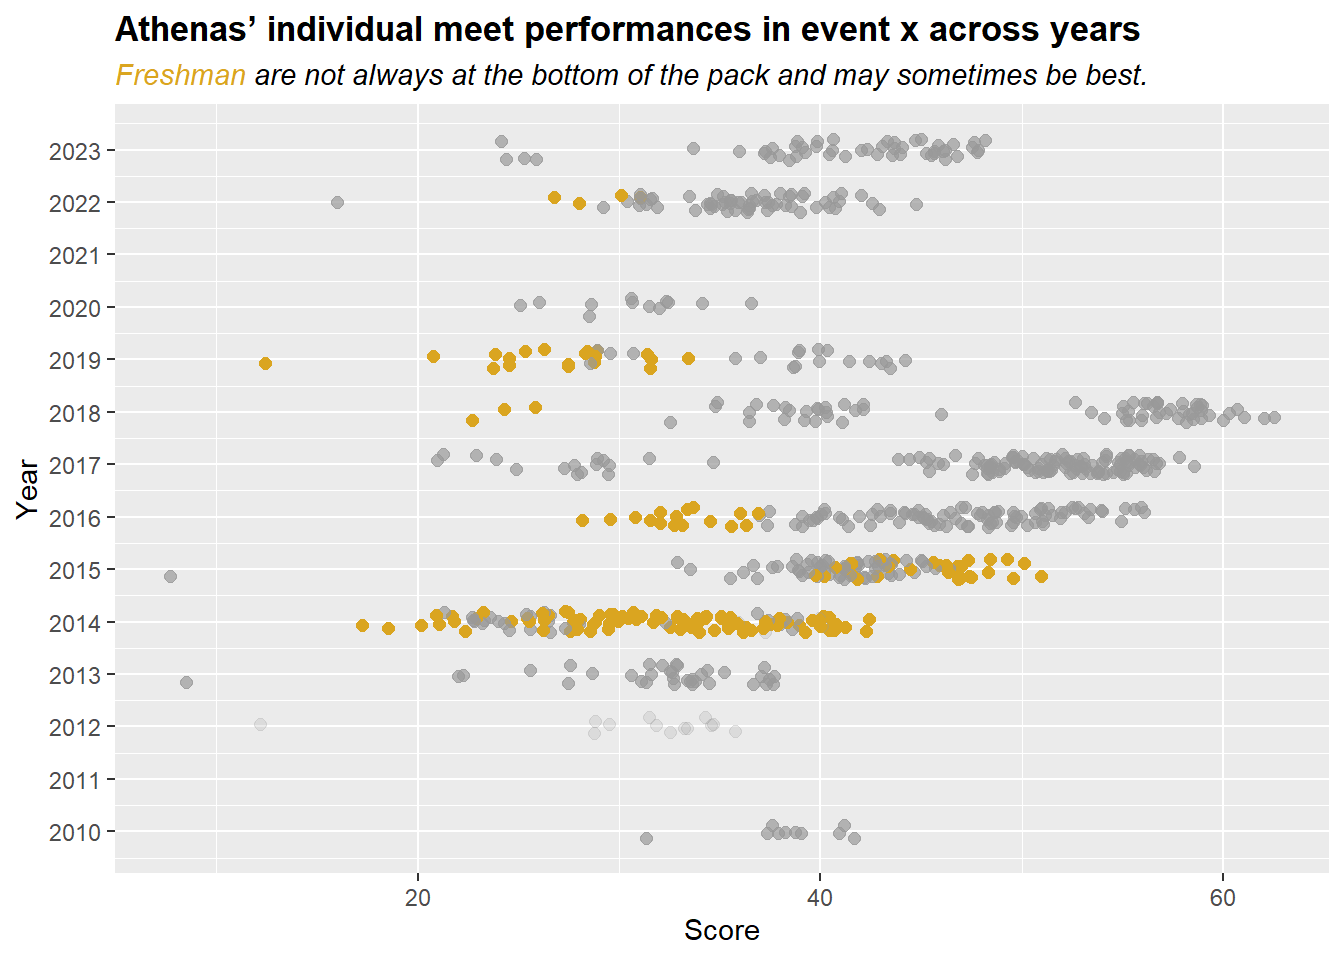 Athenas’ individual meet performances in event x across years
Freshman are not always at the bottom of the pack and may sometimes be best.
Year
2023
2022
2021
2020
2019
2018
2017
2016
2015
2014
2013
2012
2011
2010
20 40 60
Score